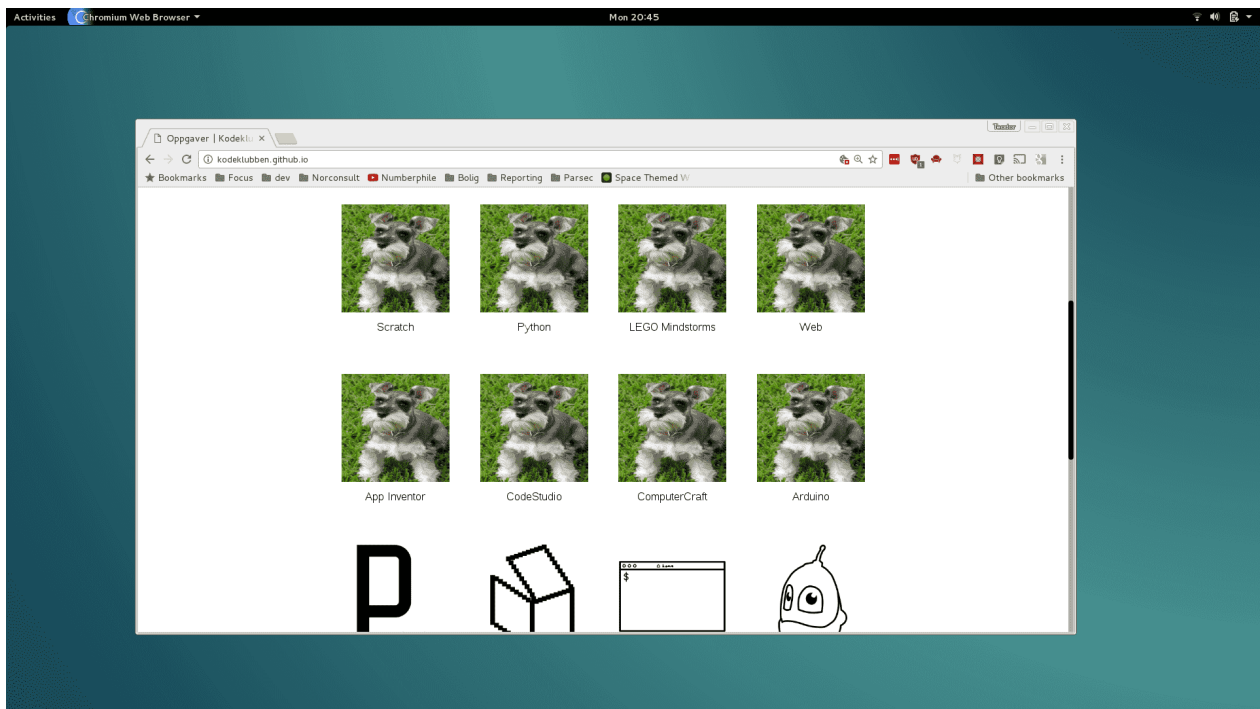 Activities Chromium Web Browser Mon 20:45
Oppgaver | Kodeklu
kodeklubben.github.io
Bookmarks Focus dev Norconsult Numberphile Bolig Reporting Parsec Space Themed W Other bookmarks
Scratch Python LEGO Mindstorms Web
App Inventor CodeStudio ComputerCraft Arduino
P
$